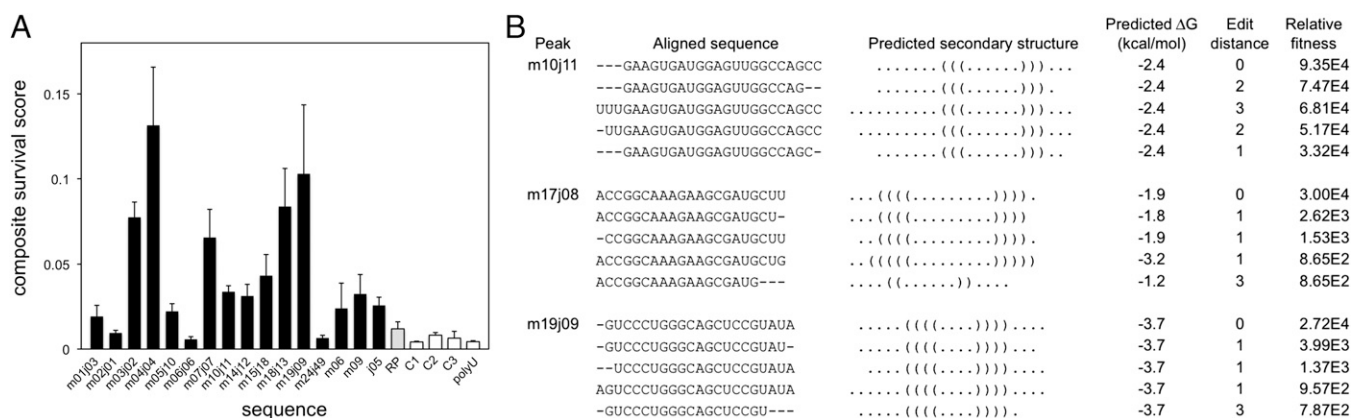 A
composite survival score
0.15
0.1
0.05
0
m01j03 m02j01 m03j02 m04j04 m05j10 m06j06 m07j07 m10j11 m14j12 m15j18 m18j13 m19j09 m24j49 m06 m09 j05 RP C1 C2 C3 polyU
sequence
B
Peak Aligned sequence Predicted secondary structure Predicted ΔG (kcal/mol) Edit distance Relative fitness
m10j11 ---GAAGUGAUGGAGUUGGCCAGCC .......(((......)))... -2.4 0 9.35E4
---GAAGUGAUGGAGUUGGCCAG-- .......(((......))). -2.4 2 7.47E4
UUUGAAGUGAUGGAGUUGGCCAGCC ..........(((......)))... -2.4 3 6.81E4
-UUGAAGUGAUGGAGUUGGCCAGCC .........(((......)))... -2.4 2 5.17E4
---GAAGUGAUGGAGUUGGCCAGC- .......(((......))).. -2.4 1 3.32E4
m17j08 ACCGGCAAAGAAGCGAUGCUU ...((((.........)))). -1.9 0 3.00E4
ACCGGCAAAGAAGCGAUGCU- ...((((.........)))) -1.8 1 2.62E3
-CCGGCAAAGAAGCGAUGCUU ..((((.........)))). -1.9 1 1.53E3
ACCGGCAAAGAAGCGAUGCUG ..(((((.........))))) -3.2 1 8.65E2
ACCGGCAAAGAAGCGAUG--- ....((......)).... -1.2 3 8.65E2
m19j09 -GUCCCUGGGCAGCUCCGUAUA .....((((....)))).... -3.7 0 2.72E4
-GUCCCUGGGCAGCUCCGUAU- .....((((....))))... -3.7 1 3.99E3
--UCCCUGGGCAGCUCCGUAUA ....((((....)))).... -3.7 1 1.37E3
AGUCCCUGGGCAGCUCCGUAUA ......((((....)))).... -3.7 1 9.57E2
-GUCCCUGGGCAGCUCCGU--- .....((((....)))). -3.7 3 7.87E2